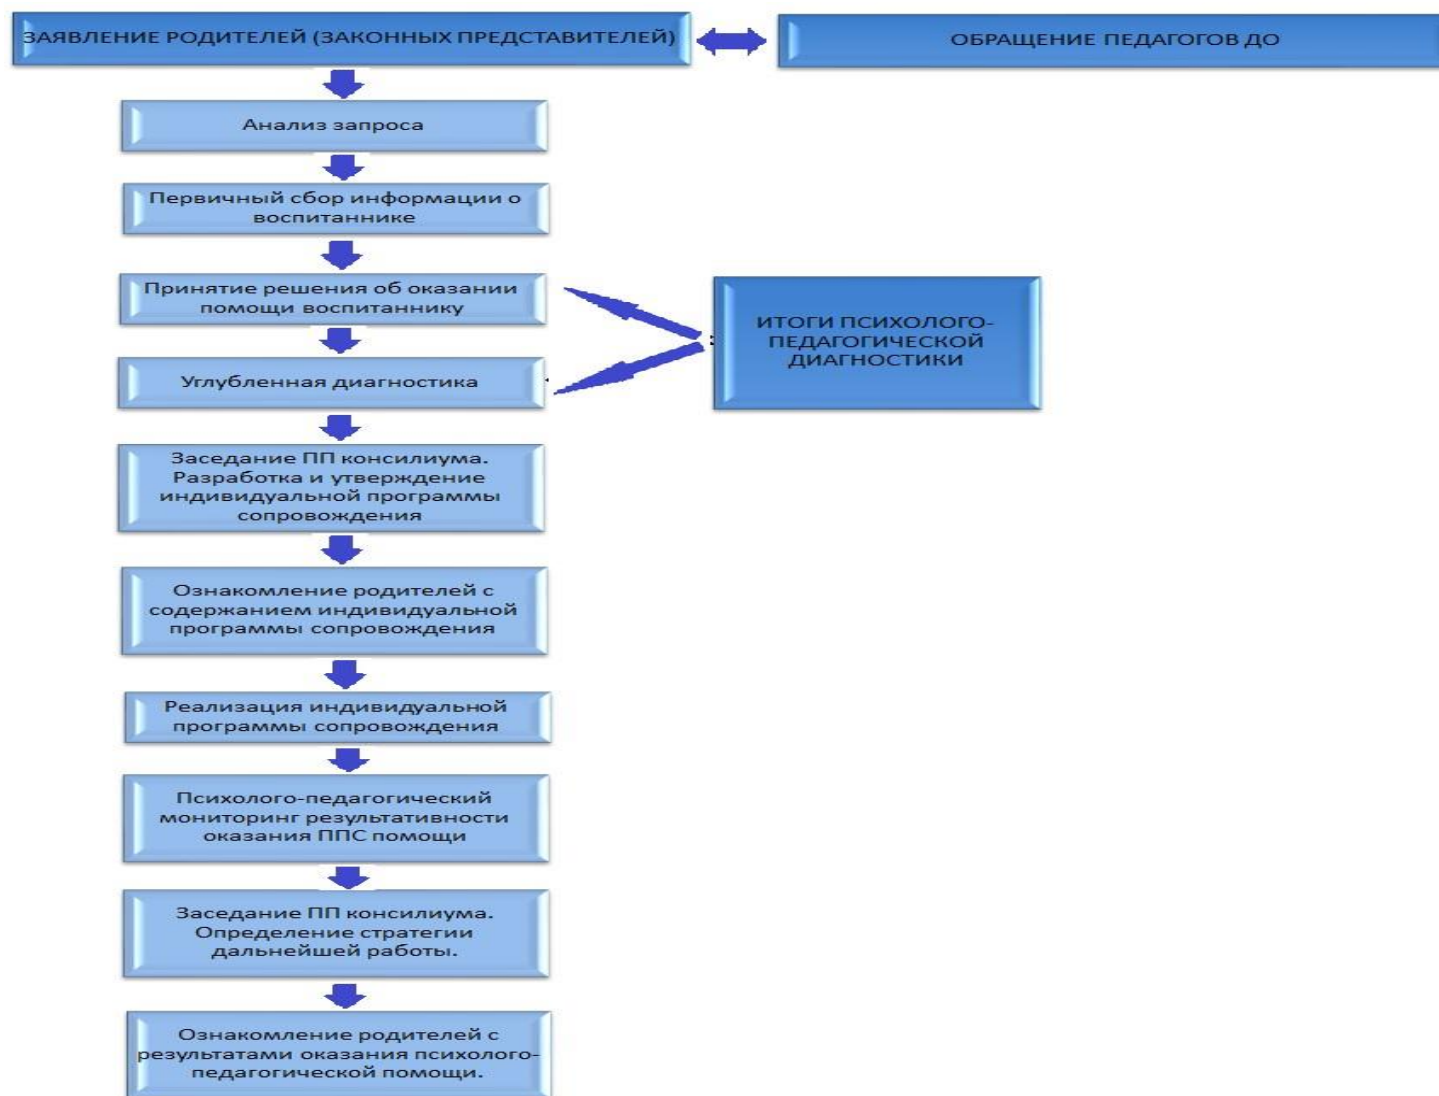 ЗАЯВЛЕНИЕ РОДИТЕЛЕЙ (ЗАКОННЫХ ПРЕДСТАВИТЕЛЕЙ)
ОБРАЩЕНИЕ ПЕДАГОГОВ ДО
Анализ запроса
Первичный сбор информации о
воспитаннике
Принятие решения об оказании
помощи воспитаннику
ИТОГИ ПСИХОЛОГО-
ПЕДАГОГИЧЕСКОЙ
ДИАГНОСТИКИ
Углубленная диагностика
Заседание ПП консилиума.
Разработка и утверждение
индивидуальной программы
сопровождения
Ознакомление родителей с
содержанием индивидуальной
программы сопровождения
Реализация индивидуальной
программы сопровождения
Психолого-педагогический
мониторинг результативности
оказания ППС помощи
Заседание ПП консилиума.
Определение стратегии
дальнейшей работы.
Ознакомление родителей с
результатами оказания психолого-
педагогической помощи.